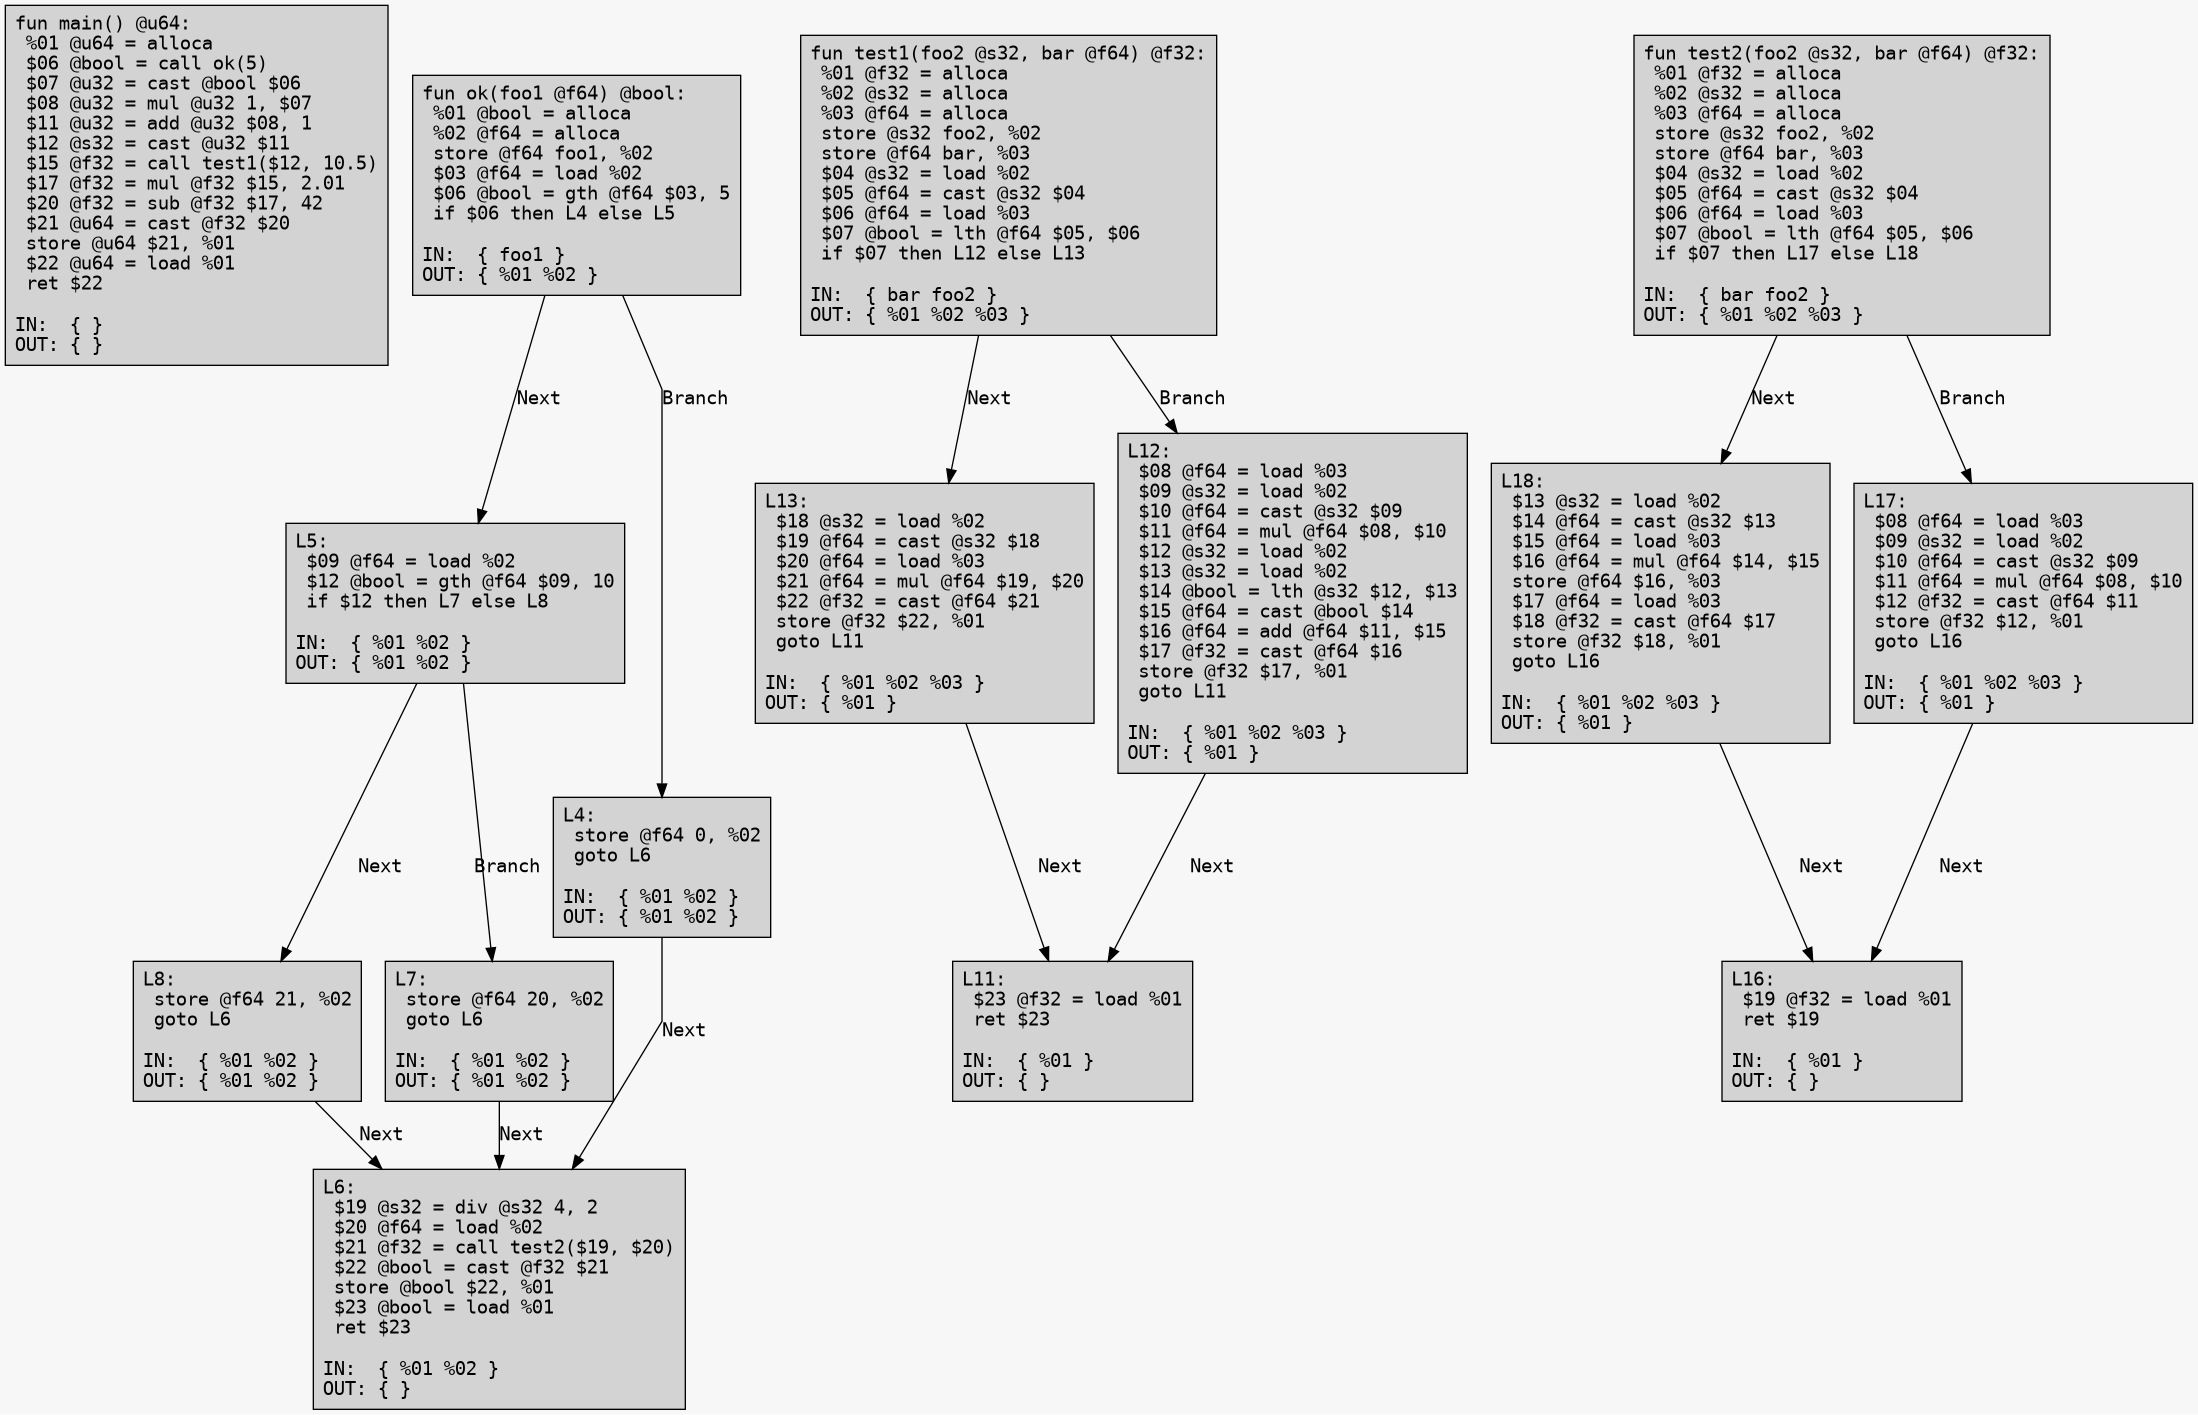 fun main() @u64:
 %01 @u64 = alloca
 $06 @bool = call ok(5)
 $07 @u32 = cast @bool $06
 $08 @u32 = mul @u32 1, $07
 $11 @u32 = add @u32 $08, 1
 $12 @s32 = cast @u32 $11
 $15 @f32 = call test1($12, 10.5)
 $17 @f32 = mul @f32 $15, 2.01
 $20 @f32 = sub @f32 $17, 42
 $21 @u64 = cast @f32 $20
 store @u64 $21, %01
 $22 @u64 = load %01
 ret $22
IN:  { }
OUT: { }
fun ok(foo1 @f64) @bool:
 %01 @bool = alloca
 %02 @f64 = alloca
 store @f64 foo1, %02
 $03 @f64 = load %02
 $06 @bool = gth @f64 $03, 5
 if $06 then L4 else L5
IN:  { foo1 }
OUT: { %01 %02 }
Next
Branch
L5:
 $09 @f64 = load %02
 $12 @bool = gth @f64 $09, 10
 if $12 then L7 else L8
IN:  { %01 %02 }
OUT: { %01 %02 }
Next
Branch
L4:
 store @f64 0, %02
 goto L6
IN:  { %01 %02 }
OUT: { %01 %02 }
L8:
 store @f64 21, %02
 goto L6
IN:  { %01 %02 }
OUT: { %01 %02 }
L7:
 store @f64 20, %02
 goto L6
IN:  { %01 %02 }
OUT: { %01 %02 }
Next
Next
Next
L6:
 $19 @s32 = div @s32 4, 2
 $20 @f64 = load %02
 $21 @f32 = call test2($19, $20)
 $22 @bool = cast @f32 $21
 store @bool $22, %01
 $23 @bool = load %01
 ret $23
IN:  { %01 %02 }
OUT: { }
fun test1(foo2 @s32, bar @f64) @f32:
 %01 @f32 = alloca
 %02 @s32 = alloca
 %03 @f64 = alloca
 store @s32 foo2, %02
 store @f64 bar, %03
 $04 @s32 = load %02
 $05 @f64 = cast @s32 $04
 $06 @f64 = load %03
 $07 @bool = lth @f64 $05, $06
 if $07 then L12 else L13
IN:  { bar foo2 }
OUT: { %01 %02 %03 }
Next
Branch
L13:
 $18 @s32 = load %02
 $19 @f64 = cast @s32 $18
 $20 @f64 = load %03
 $21 @f64 = mul @f64 $19, $20
 $22 @f32 = cast @f64 $21
 store @f32 $22, %01
 goto L11
IN:  { %01 %02 %03 }
OUT: { %01 }
L12:
 $08 @f64 = load %03
 $09 @s32 = load %02
 $10 @f64 = cast @s32 $09
 $11 @f64 = mul @f64 $08, $10
 $12 @s32 = load %02
 $13 @s32 = load %02
 $14 @bool = lth @s32 $12, $13
 $15 @f64 = cast @bool $14
 $16 @f64 = add @f64 $11, $15
 $17 @f32 = cast @f64 $16
 store @f32 $17, %01
 goto L11
IN:  { %01 %02 %03 }
OUT: { %01 }
Next
Next
L11:
 $23 @f32 = load %01
 ret $23
IN:  { %01 }
OUT: { }
fun test2(foo2 @s32, bar @f64) @f32:
 %01 @f32 = alloca
 %02 @s32 = alloca
 %03 @f64 = alloca
 store @s32 foo2, %02
 store @f64 bar, %03
 $04 @s32 = load %02
 $05 @f64 = cast @s32 $04
 $06 @f64 = load %03
 $07 @bool = lth @f64 $05, $06
 if $07 then L17 else L18
IN:  { bar foo2 }
OUT: { %01 %02 %03 }
Next
Branch
L18:
 $13 @s32 = load %02
 $14 @f64 = cast @s32 $13
 $15 @f64 = load %03
 $16 @f64 = mul @f64 $14, $15
 store @f64 $16, %03
 $17 @f64 = load %03
 $18 @f32 = cast @f64 $17
 store @f32 $18, %01
 goto L16
IN:  { %01 %02 %03 }
OUT: { %01 }
L17:
 $08 @f64 = load %03
 $09 @s32 = load %02
 $10 @f64 = cast @s32 $09
 $11 @f64 = mul @f64 $08, $10
 $12 @f32 = cast @f64 $11
 store @f32 $12, %01
 goto L16
IN:  { %01 %02 %03 }
OUT: { %01 }
Next
Next
L16:
 $19 @f32 = load %01
 ret $19
IN:  { %01 }
OUT: { }